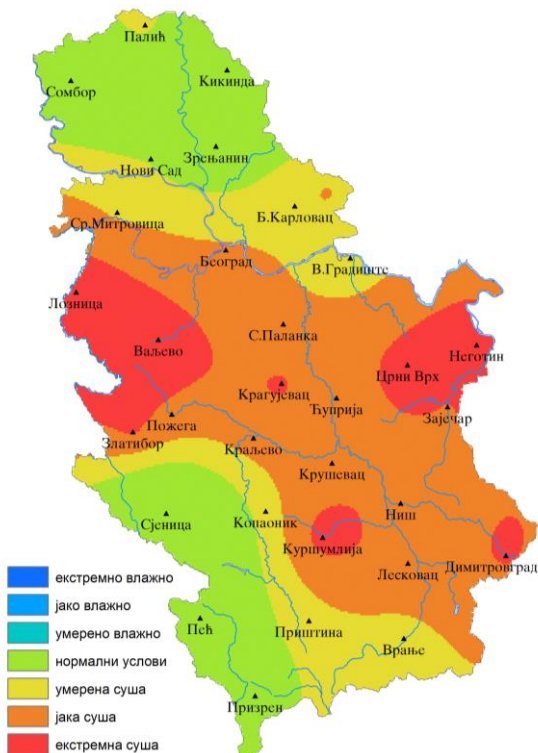 Палић
Кикинда
Сомбор
Зрењанин
Нови Сад
Б.Карловац
Ср.Митровица
Београд
В.Градиште
Лозница
С.Паланка
Неготин
Ваљево
Црни Врх
Крагујевац
Ћуприја
Зајечар
Пожега
Златибор
Краљево
Крушевац
Сјеница
Копаоник
Ниш
Куршумлија
Димитровград
Лесковац
Пећ
Приштина
Врање
Призрен
екстремно влажно
јако влажно
умерено влажно
нормални услови
умерена суша
јака суша
екстремна суша